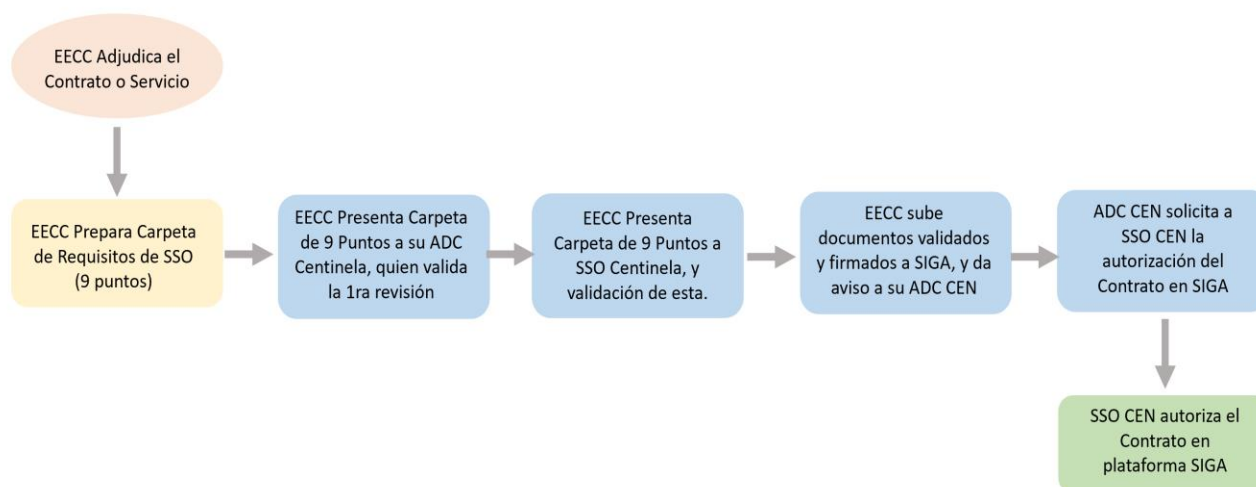 EECC Adjudica el
Contrato o Servicio
EECC Prepara Carpeta
de Requisitos de SSO
(9 puntos)
EECC Presenta Carpeta
de 9 Puntos a su ADC
Centinela, quien valida
la 1ra revisión
EECC Presenta
Carpeta de 9 Puntos a
SSO Centinela, y
validación de esta.
EECC sube
documentos validados
y firmados a SIGA, y da
aviso a su ADC CEN
ADC CEN solicita a
SSO CEN la
autorización del
Contrato en SIGA
SSO CEN autoriza el
Contrato en
plataforma SIGA